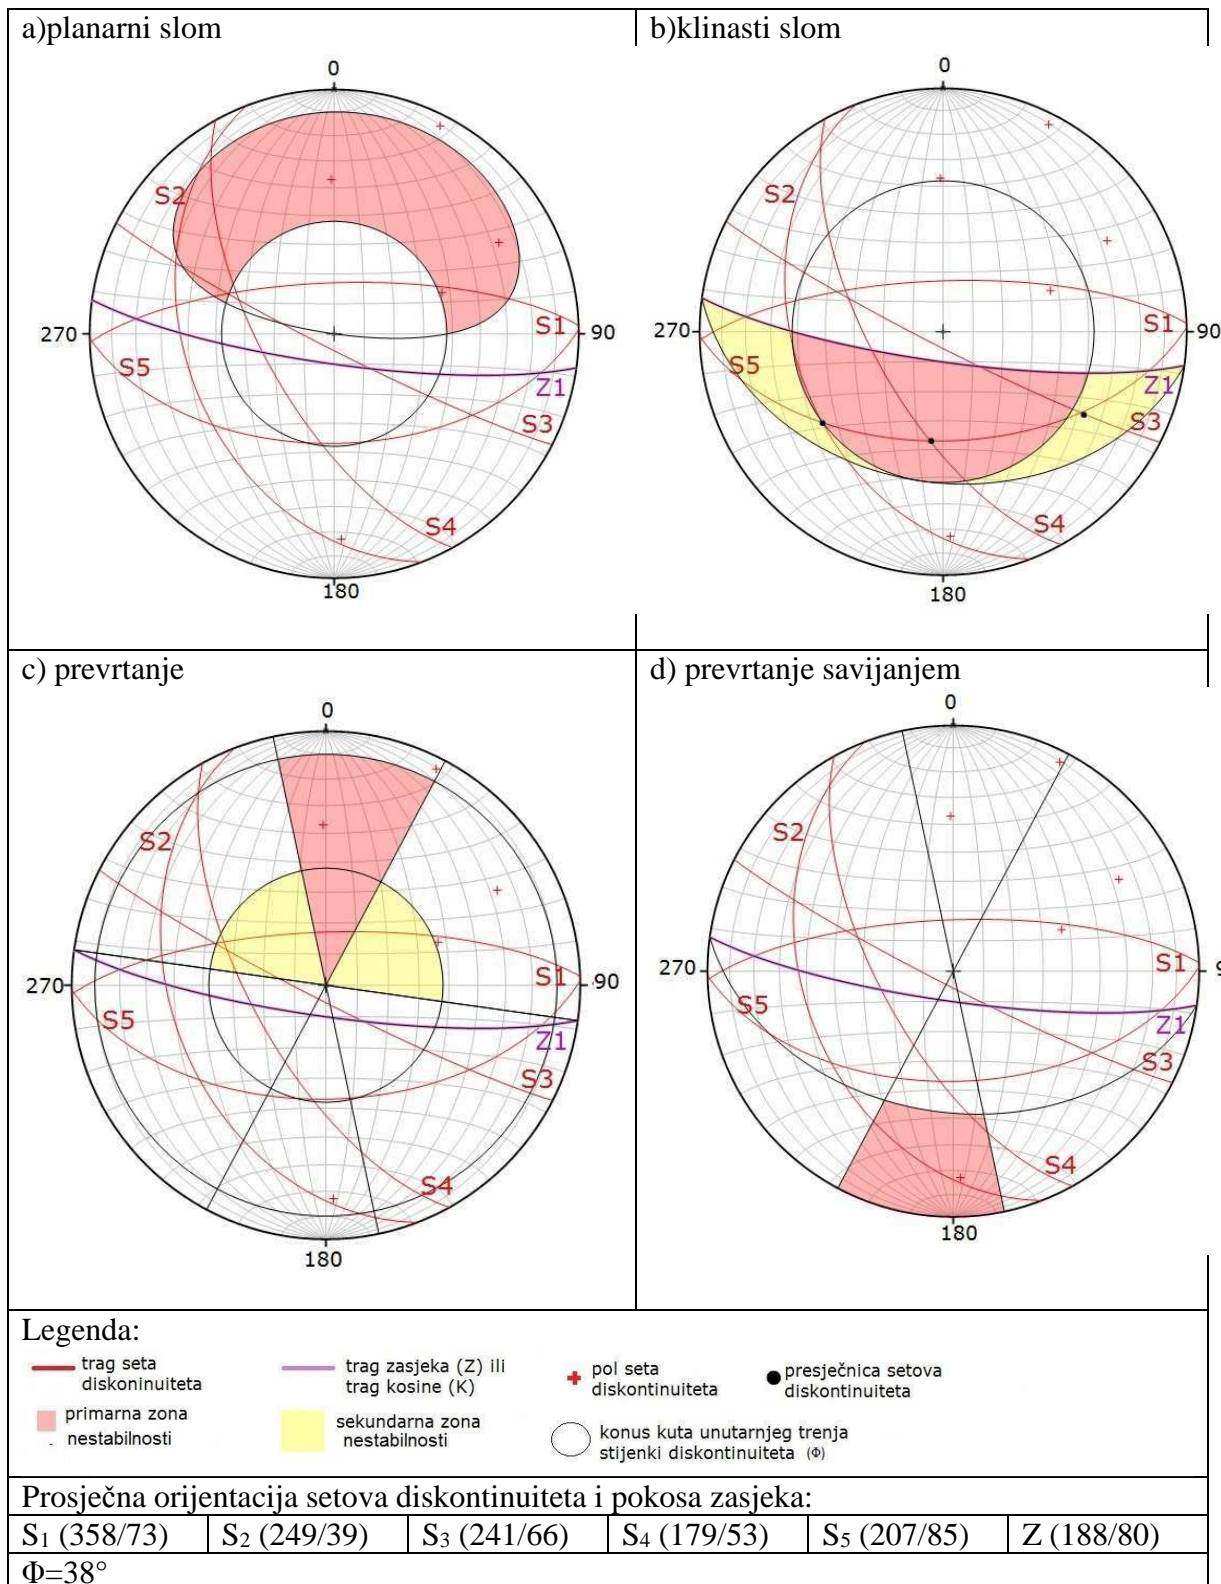 a)planarni slom
b)klinasti slom
0
S2
270
90
S1
S5
Z1
S3
S4
180
0
S2
270
90
S1
S5
Z1
S3
S4
180
c) prevrtanje
d) prevrtanje savijanjem
0
S2
270
90
S1
S5
Z1
S3
S4
180
0
S2
270
9
S1
S5
Z1
S3
S4
180
Legenda:
trag seta
diskoninuiteta
trag zasjeka (Z) ili
trag kosine (K)
pol seta
diskontinuiteta
presječnica setova
diskontinuiteta
primarna zona
nestabilnosti
sekundarna zona
nestabilnosti
konus kuta unutarnjeg trenja
stijenki diskontinuiteta (Φ)
Prosječna orijentacija setova diskontinuiteta i pokosa zasjeka:
S₁ (358/73) S₂ (249/39) S₃ (241/66) S₄ (179/53) S₅ (207/85) Z (188/80)
Φ=38°